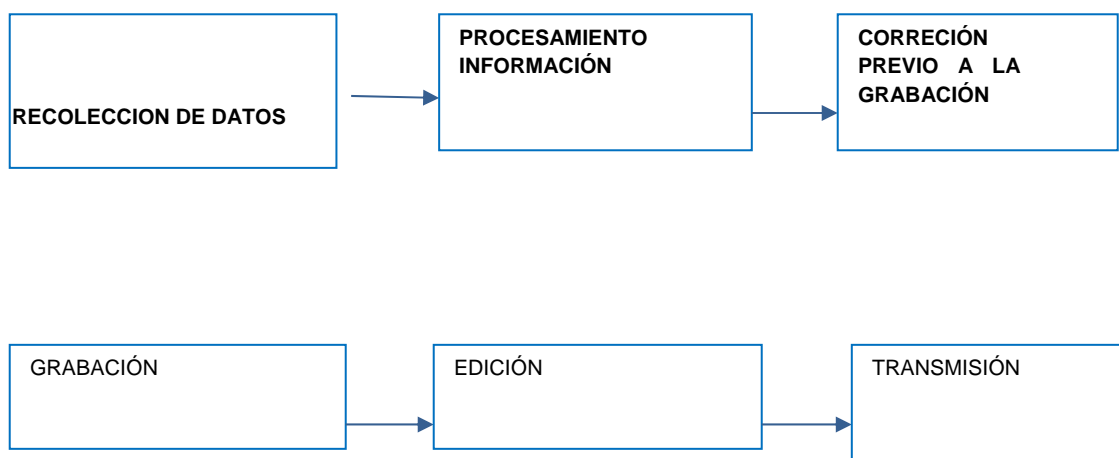 RECOLECCION DE DATOS
PROCESAMIENTO
INFORMACIÓN
CORRECIÓN
PREVIO A LA
GRABACIÓN
GRABACIÓN
EDICIÓN
TRANSMISIÓN